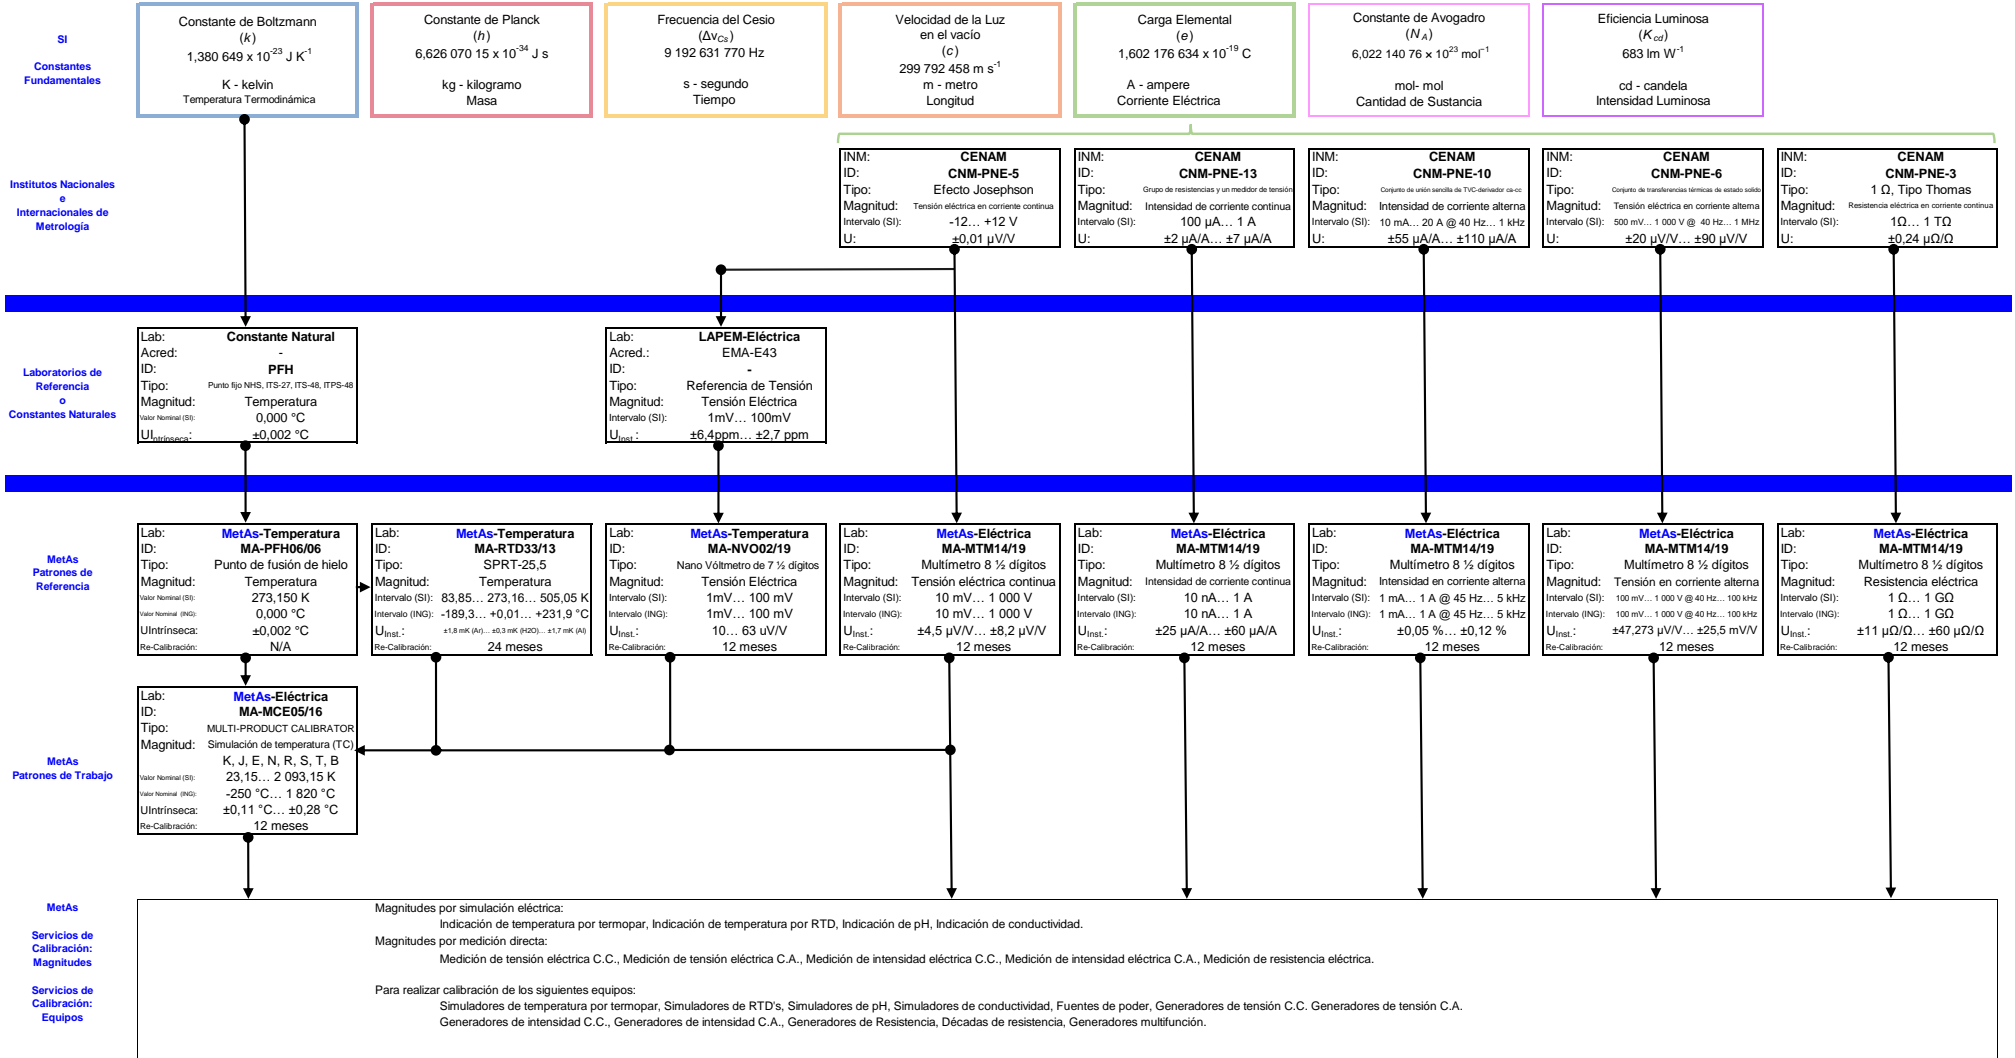 SI
Constantes
Fundamentales
Constante de Boltzmann
(k)
1,380 649 x 10-23 J K-1
K - kelvin
Temperatura Termodinámica
Constante de Planck
(h)
6,626 070 15 x 10-34 J s
kg - kilogramo
Masa
Frecuencia del Cesio
(ΔvCs)
9 192 631 770 Hz
s - segundo
Tiempo
Velocidad de la Luz
en el vacío
(c)
299 792 458 m s-1
m - metro
Longitud
Carga Elemental
(e)
1,602 176 634 x 10-19 C
A - ampere
Corriente Eléctrica
Constante de Avogadro
(NA)
6,022 140 76 × 1023 mol−1
mol- mol
Cantidad de Sustancia
Eficiencia Luminosa
(Kcd)
683 lm W-1
cd - candela
Intensidad Luminosa
Institutos Nacionales
e
Internacionales de
Metrología
INM: CENAM
ID: CNM-PNE-5
Tipo: Efecto Josephson
Magnitud: Tensión eléctrica en corriente continua
Intervalo (SI): -12... +12 V
U: ±0,01 µV/V
INM: CENAM
ID: CNM-PNE-13
Tipo: Grupo de resistencias y un medidor de tensión
Magnitud: Intensidad de corriente continua
Intervalo (SI): 100 µA... 1 A
U: ±2 µA/A... ±7 µA/A
INM: CENAM
ID: CNM-PNE-10
Tipo: Conjunto de unión sencilla de TVC-derivador ca-cc
Magnitud: Intensidad de corriente alterna
Intervalo (SI): 10 mA... 20 A @ 40 Hz... 1 kHz
U: ±55 µA/A... ±110 µA/A
INM: CENAM
ID: CNM-PNE-6
Tipo: Conjunto de transferencias térmicas de estado solido
Magnitud: Tensión eléctrica en corriente alterna
Intervalo (SI): 500 mV... 1 000 V @ 40 Hz... 1 MHz
U: ±20 µV/V... ±90 µV/V
INM: CENAM
ID: CNM-PNE-3
Tipo: 1 Ω, Tipo Thomas
Magnitud: Resistencia eléctrica en corriente continua
Intervalo (SI): 1Ω... 1 TΩ
U: ±0,24 µΩ/Ω
Laboratorios de
Referencia
o
Constantes Naturales
Lab: Constante Natural
Acred: -
ID: PFH
Tipo: Punto fijo NHS, ITS-27, ITS-48, ITPS-48
Magnitud: Temperatura
Valor Nominal (SI): 0,000 °C
UIntrínseca: ±0,002 °C
Lab: LAPEM-Eléctrica
Acred.: EMA-E43
ID: -
Tipo: Referencia de Tensión
Magnitud: Tensión Eléctrica
Intervalo (SI): 1mV... 100mV
UInst.: ±6,4ppm... ±2,7 ppm
MetAs
Patrones de
Referencia
Lab: MetAs-Temperatura
ID: MA-PFH06/06
Tipo: Punto de fusión de hielo
Magnitud: Temperatura
Valor Nominal (SI): 273,150 K
Valor Nominal (ING): 0,000 °C
UIntrínseca: ±0,002 °C
Re-Calibración: N/A
Lab: MetAs-Temperatura
ID: MA-RTD33/13
Tipo: SPRT-25,5
Magnitud: Temperatura
Intervalo (SI): 83,85... 273,16... 505,05 K
Intervalo (ING): -189,3... +0,01... +231,9 °C
UInst.: ±1,8 mK (Ar)... ±0,3 mK (H2O)... ±1,7 mK (Al)
Re-Calibración: 24 meses
Lab: MetAs-Temperatura
ID: MA-NVO02/19
Tipo: Nano Vóltmetro de 7 ½ dígitos
Magnitud: Tensión Eléctrica
Intervalo (SI): 1mV... 100 mV
Intervalo (ING): 1mV... 100 mV
UInst.: 10... 63 uV/V
Re-Calibración: 12 meses
Lab: MetAs-Eléctrica
ID: MA-MTM14/19
Tipo: Multímetro 8 ½ dígitos
Magnitud: Tensión eléctrica continua
Intervalo (SI): 10 mV... 1 000 V
Intervalo (ING): 10 mV... 1 000 V
UInst.: ±4,5 µV/V... ±8,2 µV/V
Re-Calibración: 12 meses
Lab: MetAs-Eléctrica
ID: MA-MTM14/19
Tipo: Multímetro 8 ½ dígitos
Magnitud: Intensidad de corriente continua
Intervalo (SI): 10 nA... 1 A
Intervalo (ING): 10 nA... 1 A
UInst.: ±25 µA/A... ±60 µA/A
Re-Calibración: 12 meses
Lab: MetAs-Eléctrica
ID: MA-MTM14/19
Tipo: Multímetro 8 ½ dígitos
Magnitud: Intensidad en corriente alterna
Intervalo (SI): 1 mA... 1 A @ 45 Hz... 5 kHz
Intervalo (ING): 1 mA... 1 A @ 45 Hz... 5 kHz
UInst.: ±0,05 %... ±0,12 %
Re-Calibración: 12 meses
Lab: MetAs-Eléctrica
ID: MA-MTM14/19
Tipo: Multímetro 8 ½ dígitos
Magnitud: Tensión en corriente alterna
Intervalo (SI): 100 mV... 1 000 V @ 40 Hz... 100 kHz
Intervalo (ING): 100 mV... 1 000 V @ 40 Hz... 100 kHz
UInst.: ±47,273 µV/V... ±25,5 mV/V
Re-Calibración: 12 meses
Lab: MetAs-Eléctrica
ID: MA-MTM14/19
Tipo: Multímetro 8 ½ dígitos
Magnitud: Resistencia eléctrica
Intervalo (SI): 1 Ω... 1 GΩ
Intervalo (ING): 1 Ω... 1 GΩ
UInst.: ±11 µΩ/Ω... ±60 µΩ/Ω
Re-Calibración: 12 meses
MetAs
Patrones de Trabajo
Lab: MetAs-Eléctrica
ID: MA-MCE05/16
Tipo: MULTI-PRODUCT CALIBRATOR
Magnitud: Simulación de temperatura (TC)
K, J, E, N, R, S, T, B
Valor Nominal (SI): 23,15... 2 093,15 K
Valor Nominal (ING): -250 °C... 1 820 °C
UIntrínseca: ±0,11 °C... ±0,28 °C
Re-Calibración: 12 meses
MetAs
Servicios de
Calibración:
Magnitudes
Servicios de
Calibración:
Equipos
Magnitudes por simulación eléctrica:
Indicación de temperatura por termopar, Indicación de temperatura por RTD, Indicación de pH, Indicación de conductividad.
Magnitudes por medición directa:
Medición de tensión eléctrica C.C., Medición de tensión eléctrica C.A., Medición de intensidad eléctrica C.C., Medición de intensidad eléctrica C.A., Medición de resistencia eléctrica.
Para realizar calibración de los siguientes equipos:
Simuladores de temperatura por termopar, Simuladores de RTD's, Simuladores de pH, Simuladores de conductividad, Fuentes de poder, Generadores de tensión C.C. Generadores de tensión C.A.
Generadores de intensidad C.C., Generadores de intensidad C.A., Generadores de Resistencia, Décadas de resistencia, Generadores multifunción.